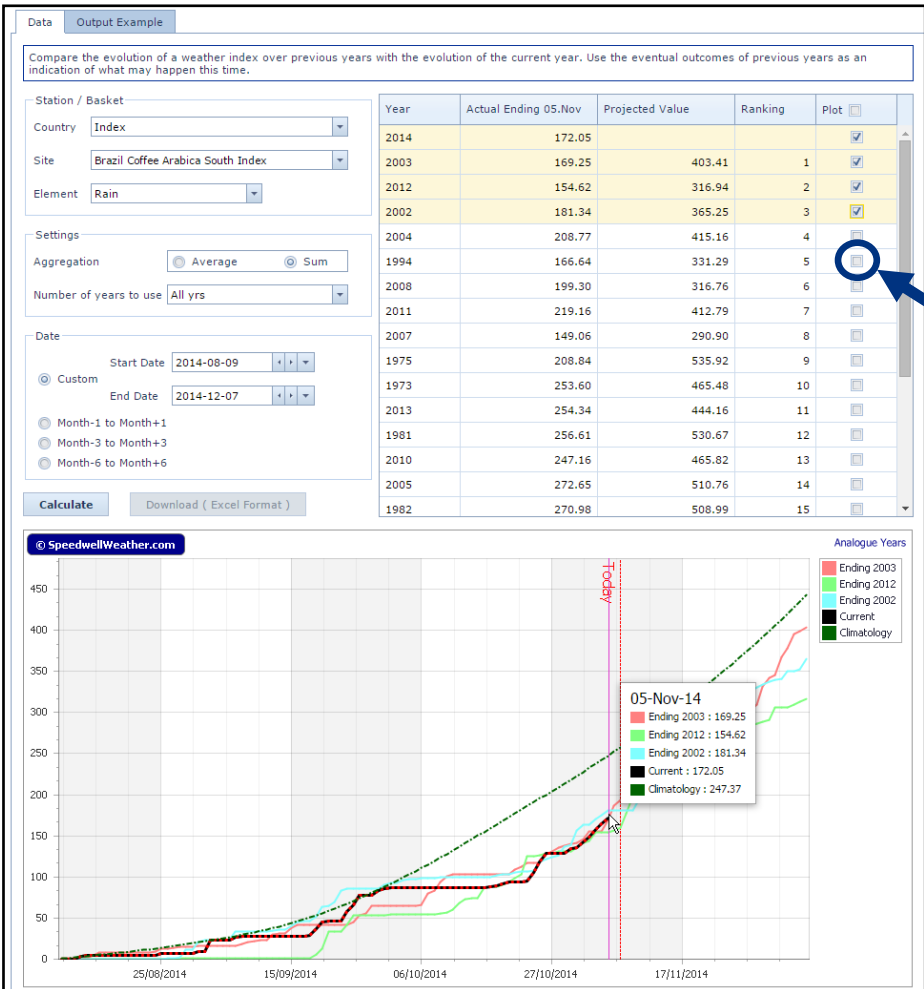 Data Output Example
Compare the evolution of a weather index over previous years with the evolution of the current year. Use the eventual outcomes of previous years as an
indication of what may happen this time.
Station / Basket
Country Index
Site Brazil Coffee Arabica South Index
Element Rain
Settings
Aggregation Average Sum
Number of years to use All yrs
Date
Start Date 2014-08-09
Custom
End Date 2014-12-07
Month-1 to Month+1
Month-3 to Month+3
Month-6 to Month+6
Calculate Download ( Excel Format )
Year Actual Ending 05.Nov Projected Value Ranking Plot
2014 172.05
2003 169.25 403.41 1
2012 154.62 316.94 2
2002 181.34 365.25 3
2004 208.77 415.16 4
1994 166.64 331.29 5
2008 199.30 316.76 6
2011 219.16 412.79 7
2007 149.06 290.90 8
1975 208.84 535.92 9
1973 253.60 465.48 10
2013 254.34 444.16 11
1981 256.61 530.67 12
2010 247.16 465.82 13
2005 272.65 510.76 14
1982 270.98 508.99 15
© SpeedwellWeather.com
Analogue Years
Ending 2003
Ending 2012
Ending 2002
Current
Climatology
Today
450
400
350
300
250
200
150
100
50
0
05-Nov-14
Ending 2003 : 169.25
Ending 2012 : 154.62
Ending 2002 : 181.34
Current : 172.05
Climatology : 247.37
25/08/2014 15/09/2014 06/10/2014 27/10/2014 17/11/2014